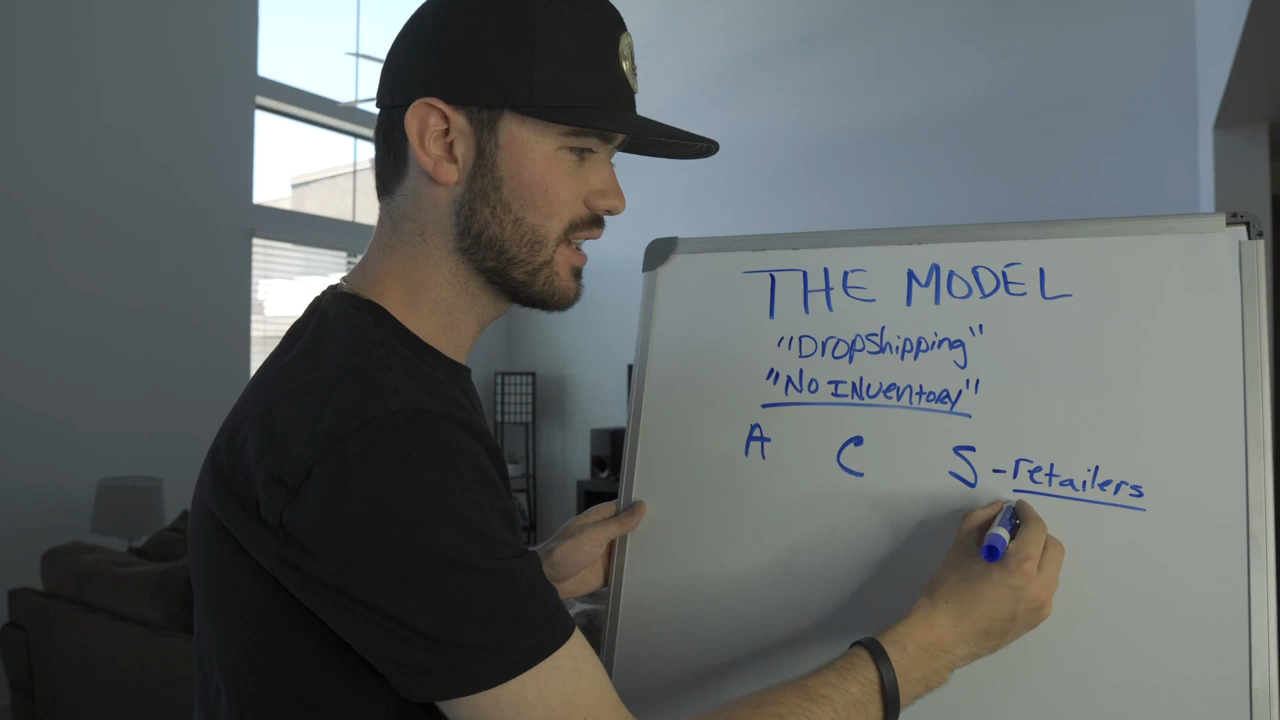 THE MODEL
"Dropshipping"
"No INventory"
A C S - retailers